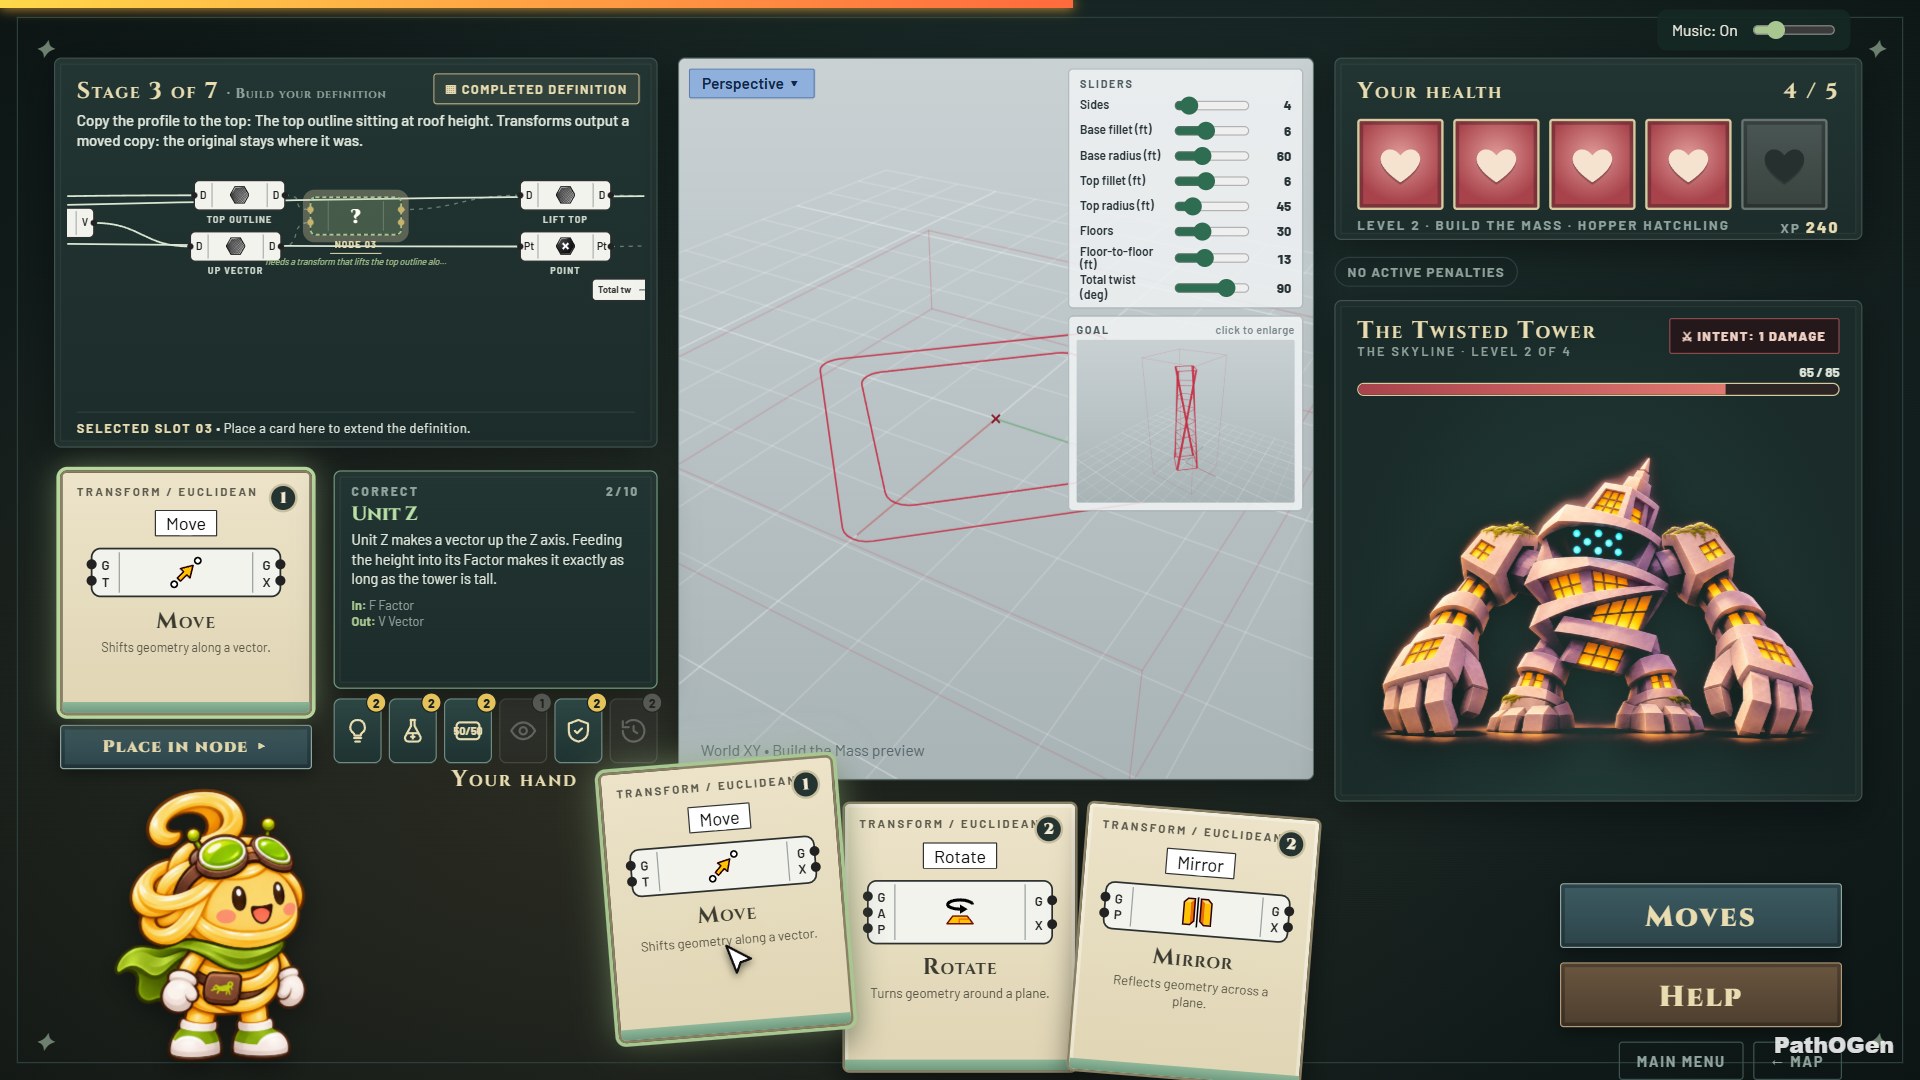 Music: On
Stage 3 of 7 · Build your definition
COMPLETED DEFINITION
Copy the profile to the top: The top outline sitting at roof height. Transforms output a
moved copy: the original stays where it was.
D D
TOP OUTLINE
?
NODE 03
D D
LIFT TOP
V
D D
UP VECTOR
needs a transform that lifts the top outline alo...
Pt Pt
POINT
Total tw
SELECTED SLOT 03 • Place a card here to extend the definition.
Perspective
SLIDERS
Sides 4
Base fillet (ft) 6
Base radius (ft) 60
Top fillet (ft) 6
Top radius (ft) 45
Floors 30
Floor-to-floor
(ft) 13
Total twist
(deg) 90
GOAL click to enlarge
World XY • Build the Mass preview
Your health 4 / 5
LEVEL 2 · BUILD THE MASS · HOPPER HATCHLING XP 240
NO ACTIVE PENALTIES
The Twisted Tower
THE SKYLINE · LEVEL 2 OF 4
INTENT: 1 DAMAGE
65 / 85
TRANSFORM / EUCLIDEAN 1
Move
G G
T X
Move
Shifts geometry along a vector.
Place in node
CORRECT 2/10
Unit Z
Unit Z makes a vector up the Z axis. Feeding
the height into its Factor makes it exactly as
long as the tower is tall.
In: F Factor
Out: V Vector
2 2 2 1 2 2
50/50
Your hand
TRANSFORM / EUCLIDEAN 1
Move
G G
T X
Move
Shifts geometry along a vector.
TRANSFORM / EUCLIDEAN 2
Rotate
G G
A
P X
Rotate
Turns geometry around a plane.
TRANSFORM / EUCLIDEAN 2
Mirror
G G
P X
Mirror
Reflects geometry across a
plane.
Moves
Help
MAIN MENU
← MAP
PathOGen